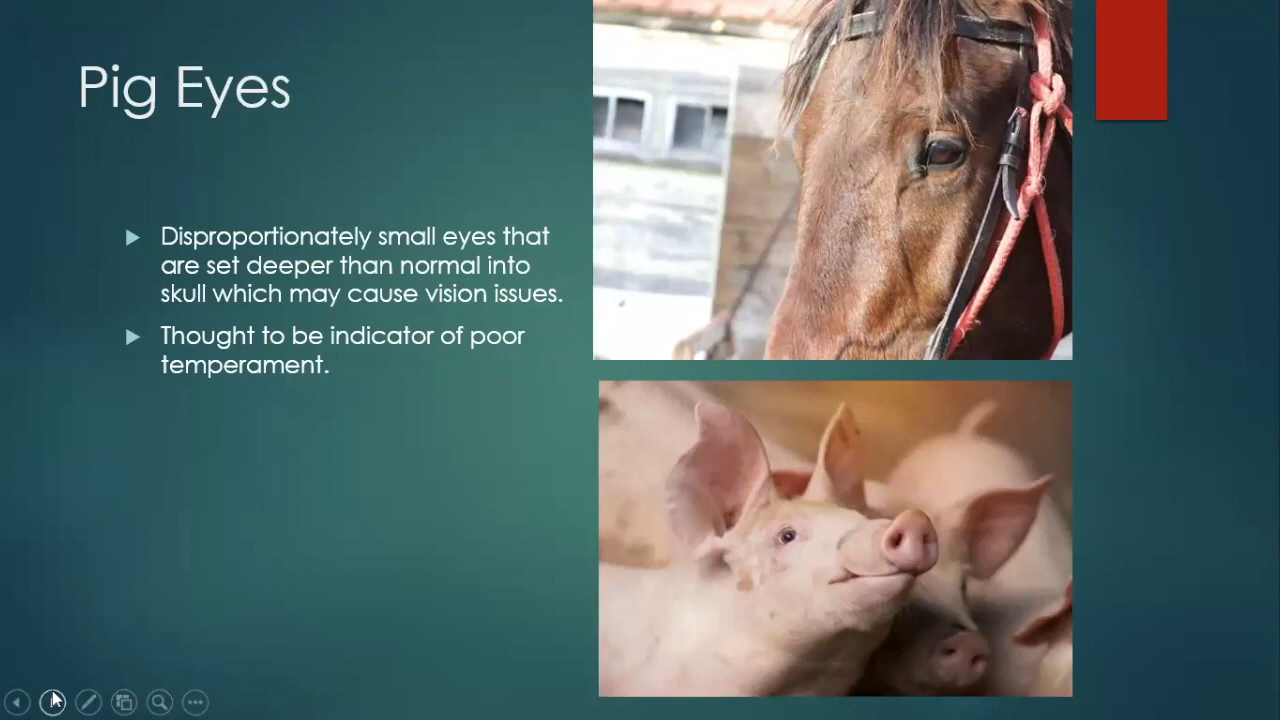 Pig Eyes
Disproportionately small eyes that
are set deeper than normal into
skull which may cause vision issues.
Thought to be indicator of poor
temperament.